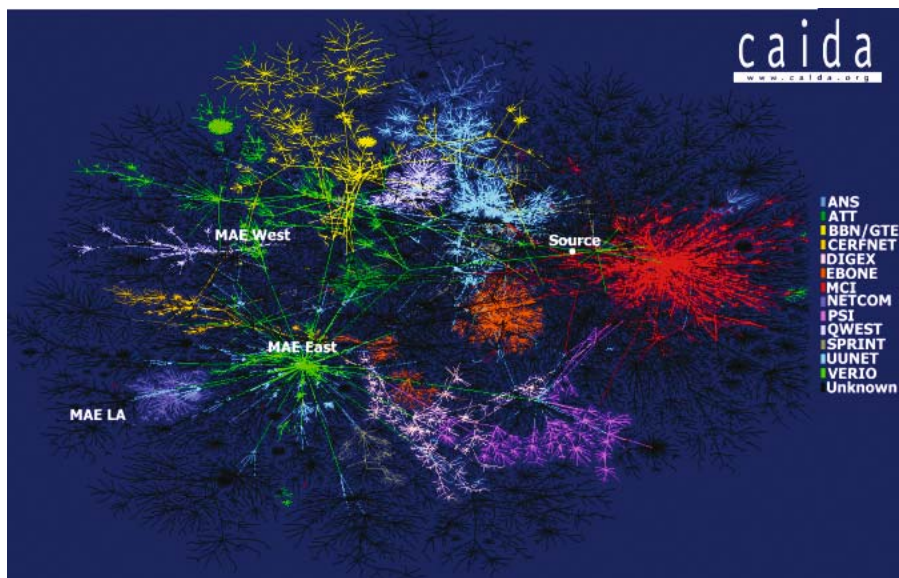 caida
www.caida.org
ANS
ATT
BBN/GTE
CERFNET
DIGEX
EBONE
MCI
NETCOM
PSI
QWEST
SPRINT
UUNET
VERIO
Unknown
MAE West
Source
MAE East
MAE LA